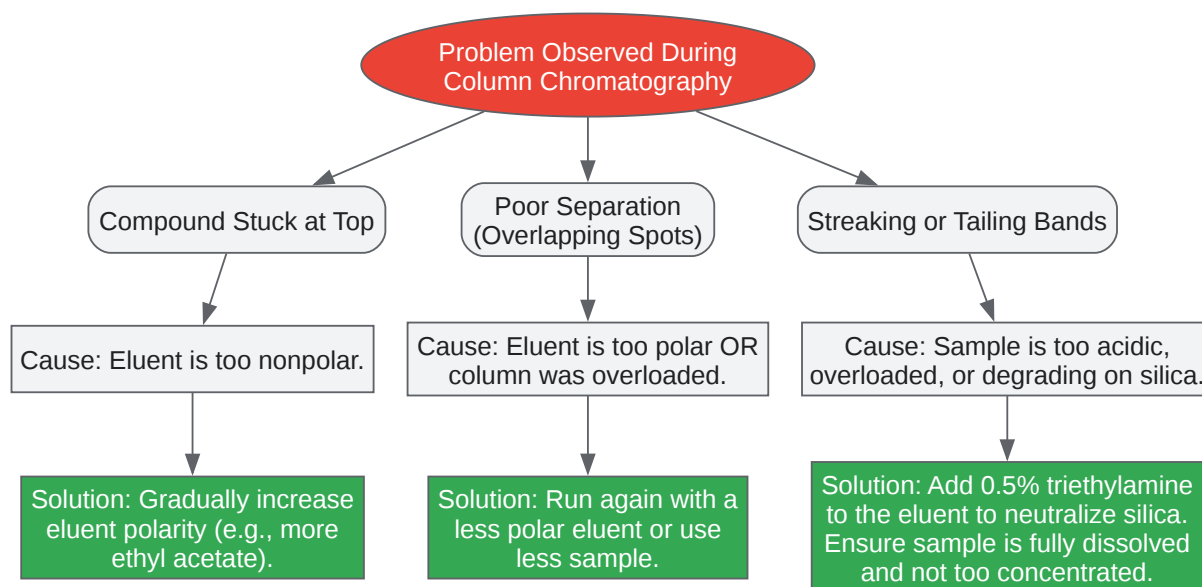 Problem Observed During
Column Chromatography
Compound Stuck at Top
Poor Separation
(Overlapping Spots)
Streaking or Tailing Bands
Cause: Eluent is too nonpolar.
Cause: Eluent is too polar OR
column was overloaded.
Cause: Sample is too acidic,
overloaded, or degrading on silica.
Solution: Gradually increase
eluent polarity (e.g., more
ethyl acetate).
Solution: Run again with a
less polar eluent or use
less sample.
Solution: Add 0.5% triethylamine
to the eluent to neutralize silica.
Ensure sample is fully dissolved
and not too concentrated.